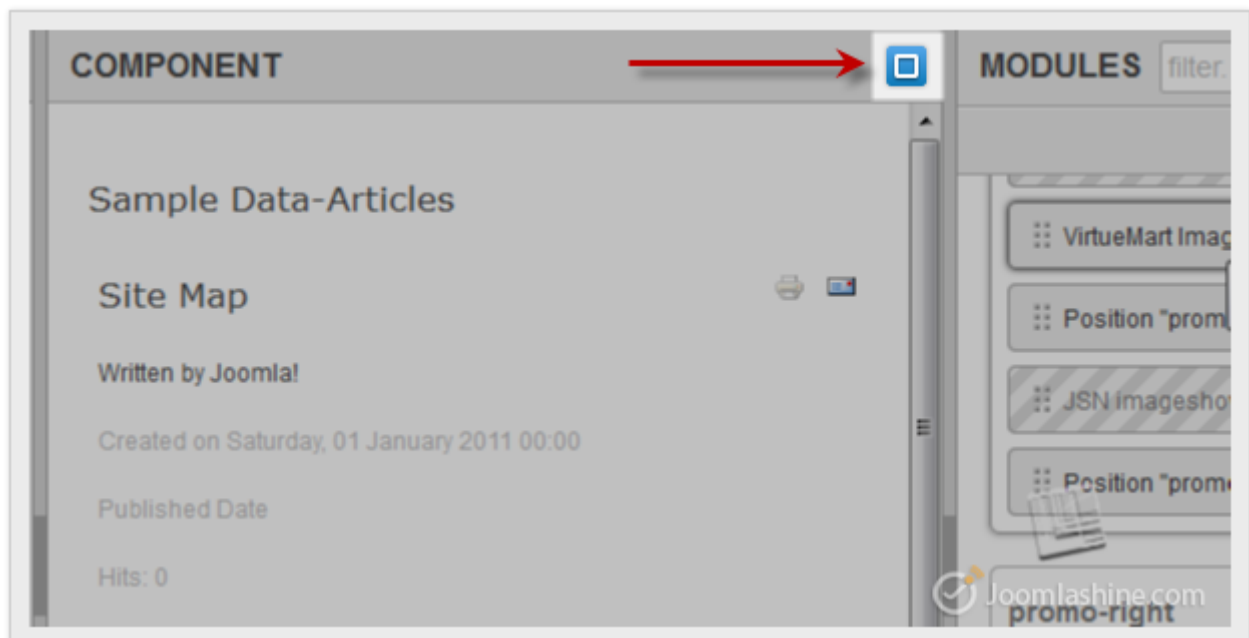 COMPONENT
MODULES filter.
Sample Data-Articles
Site Map
Written by Joomla!
Created on Saturday, 01 January 2011 00:00
Published Date
Hits: 0
VirtueMart Imag
Position "prom
JSN imagesho
Position "prom
promo-right
Joomlashine.com